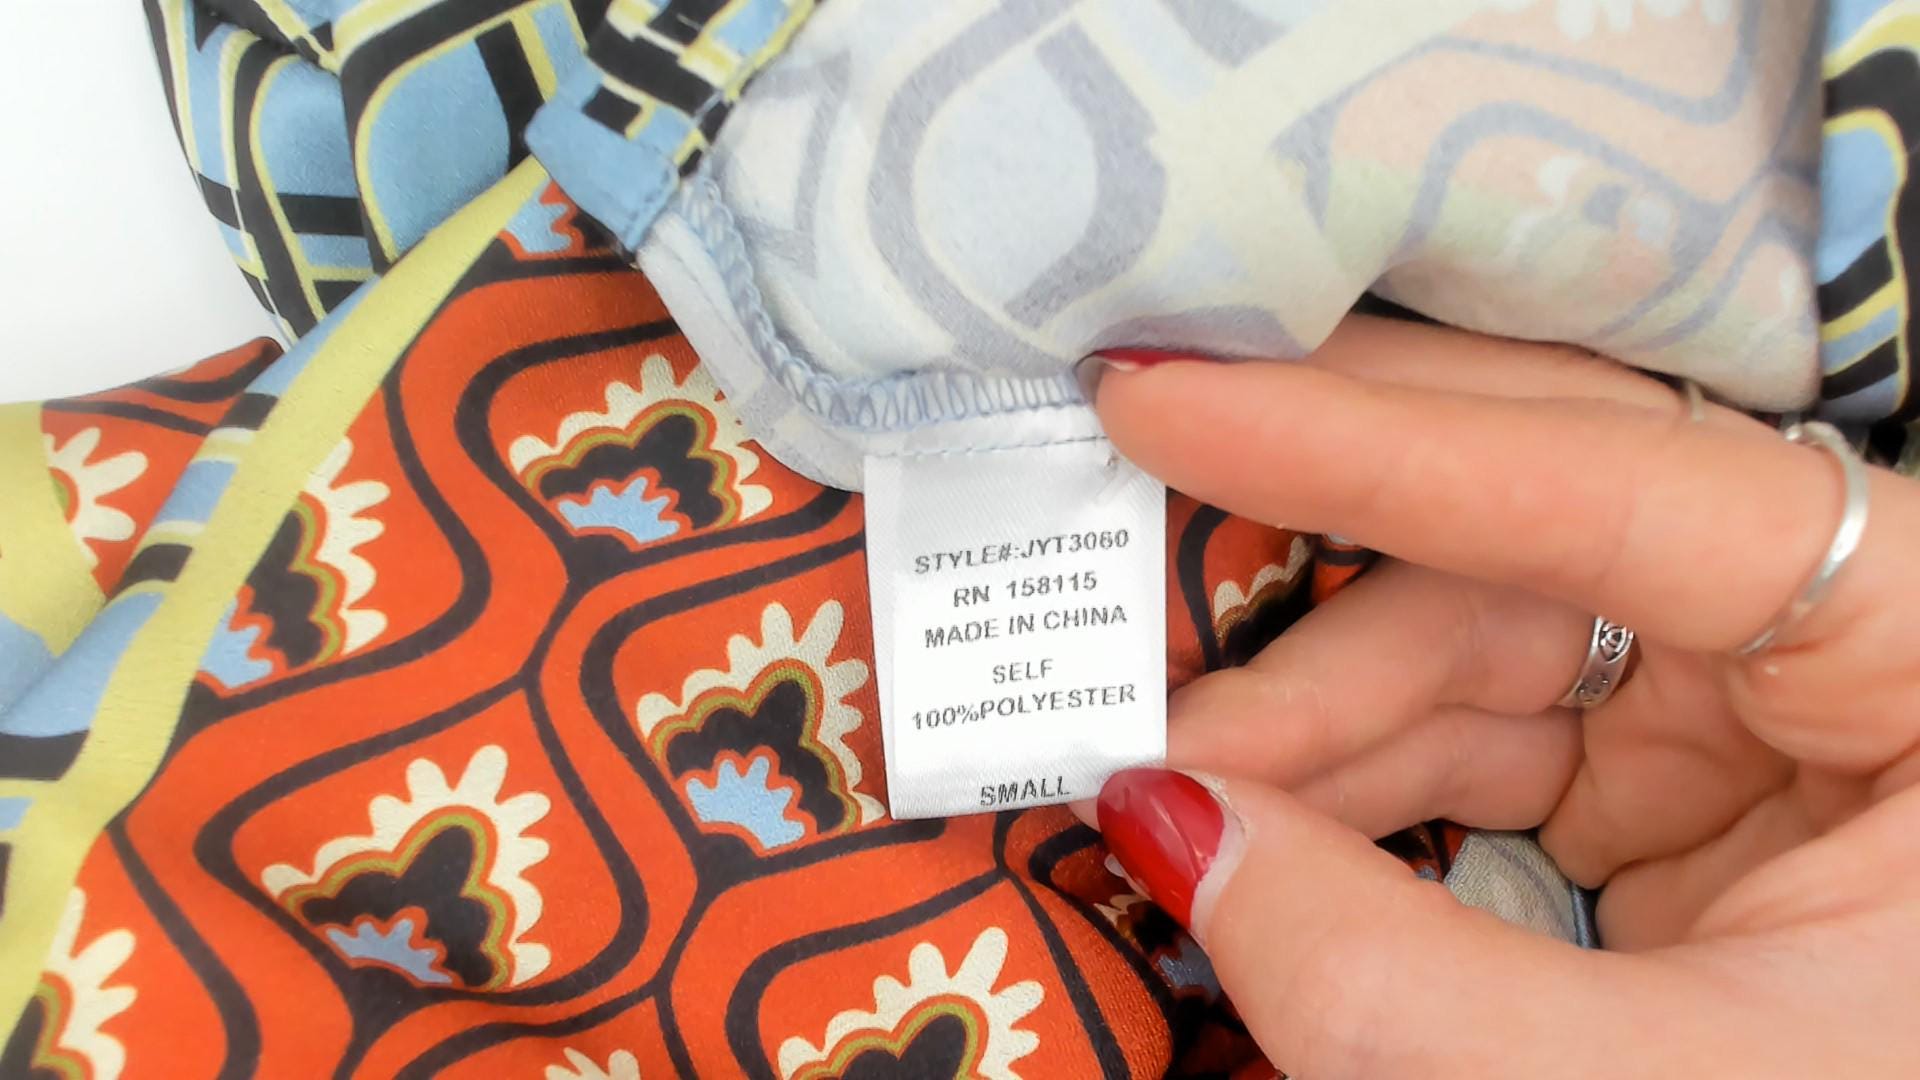 STYLE#:JYT3060
RN 158115
MADE IN CHINA
SELF
100%POLYESTER
SMALL